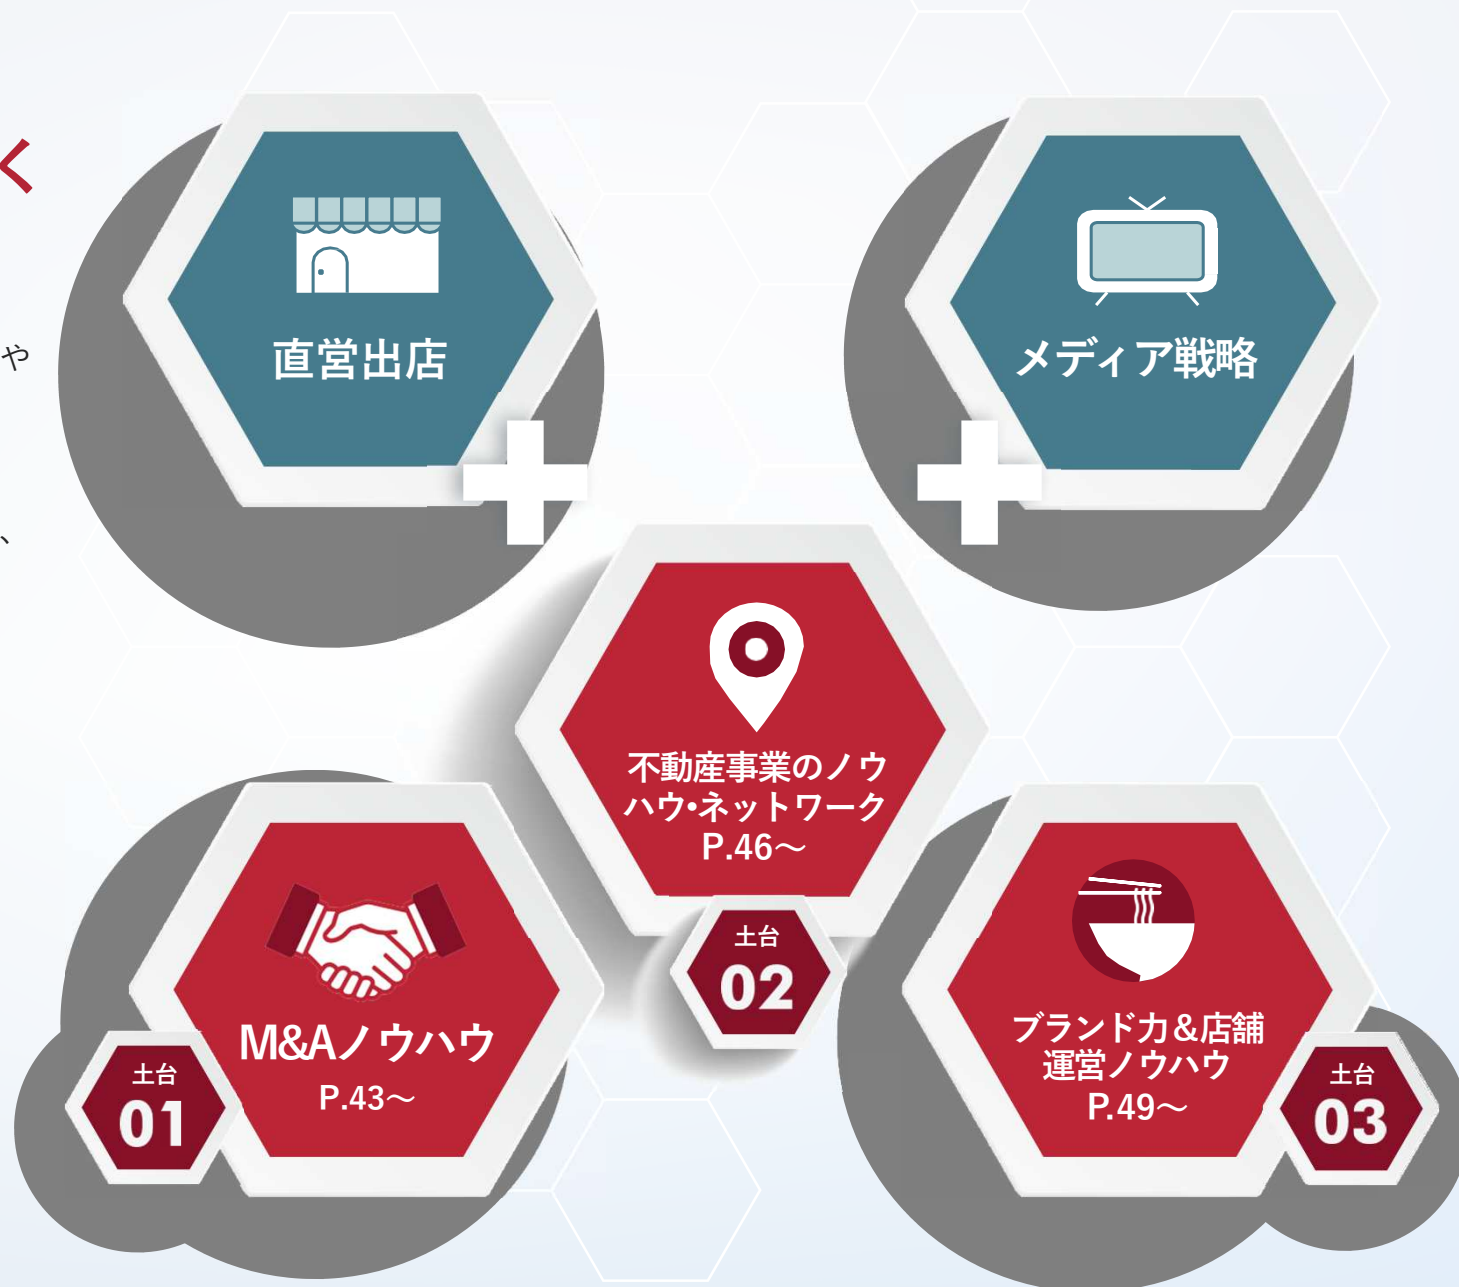 く
や
、
直営出店
メディア戦略
不動産事業のノウ
ハウ・ネットワーク
P.46～
土台
02
M&Aノウハウ
P.43～
土台
01
ブランド力&店舗
運営ノウハウ
P.49～
土台
03